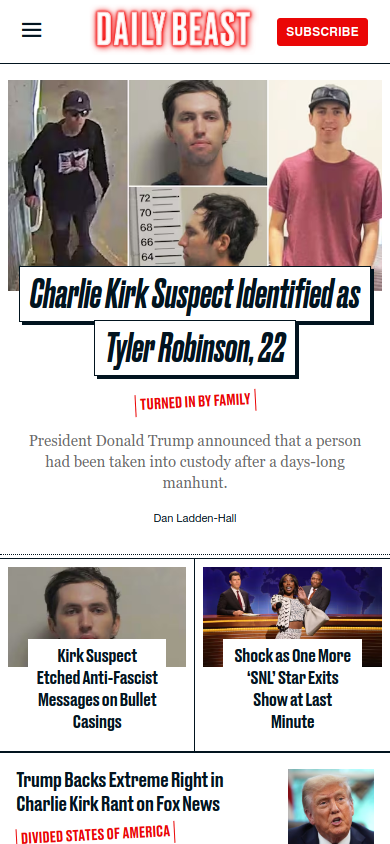 DAILY BEAST
SUBSCRIBE
72
70
68
66
64
Charlie Kirk Suspect Identified as
Tyler Robinson, 22
TURNED IN BY FAMILY
President Donald Trump announced that a person
had been taken into custody after a days-long
manhunt.
Dan Ladden-Hall
Kirk Suspect
Etched Anti-Fascist
Messages on Bullet
Casings
Shock as One More
‘SNL’ Star Exits
Show at Last
Minute
Trump Backs Extreme Right in
Charlie Kirk Rant on Fox News
DIVIDED STATES OF AMERICA